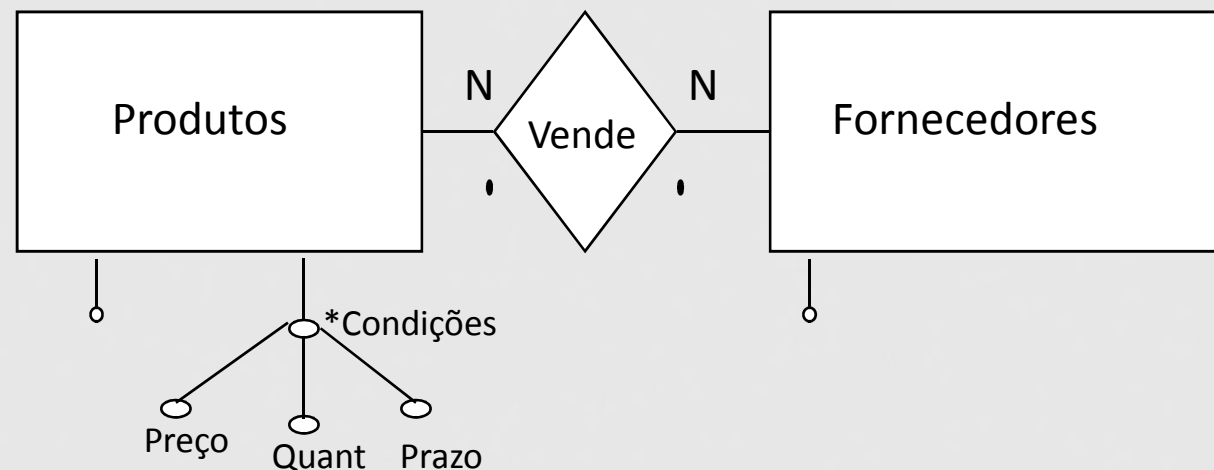 Produtos
N
Vende
N
Fornecedores
*Condições
Preço
Quant
Prazo